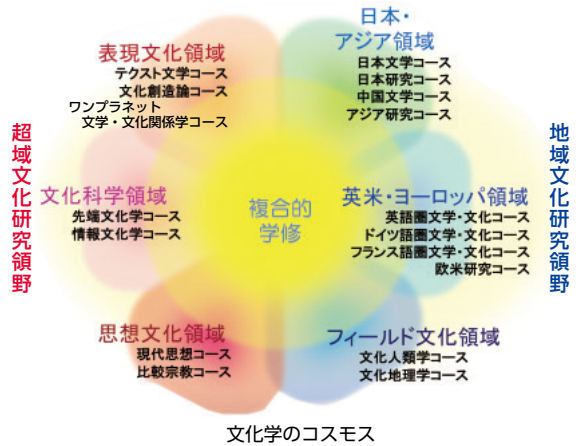 表現文化領域
テクスト文学コース
文化創造論コース
ワンプラネット
文学・文化関係学コース
日本・
アジア領域
日本文学コース
日本研究コース
中国文学コース
アジア研究コース
超域文化研究領野
文化科学領域
先端文化学コース
情報文化学コース
複合的
学修
英米・ヨーロッパ領域
英語圏文学・文化コース
ドイツ語圏文学・文化コース
フランス語圏文学・文化コース
欧米研究コース
地域文化研究領野
思想文化領域
現代思想コース
比較宗教コース
フィールド文化領域
文化人類学コース
文化地理学コース
文化学のコスモス